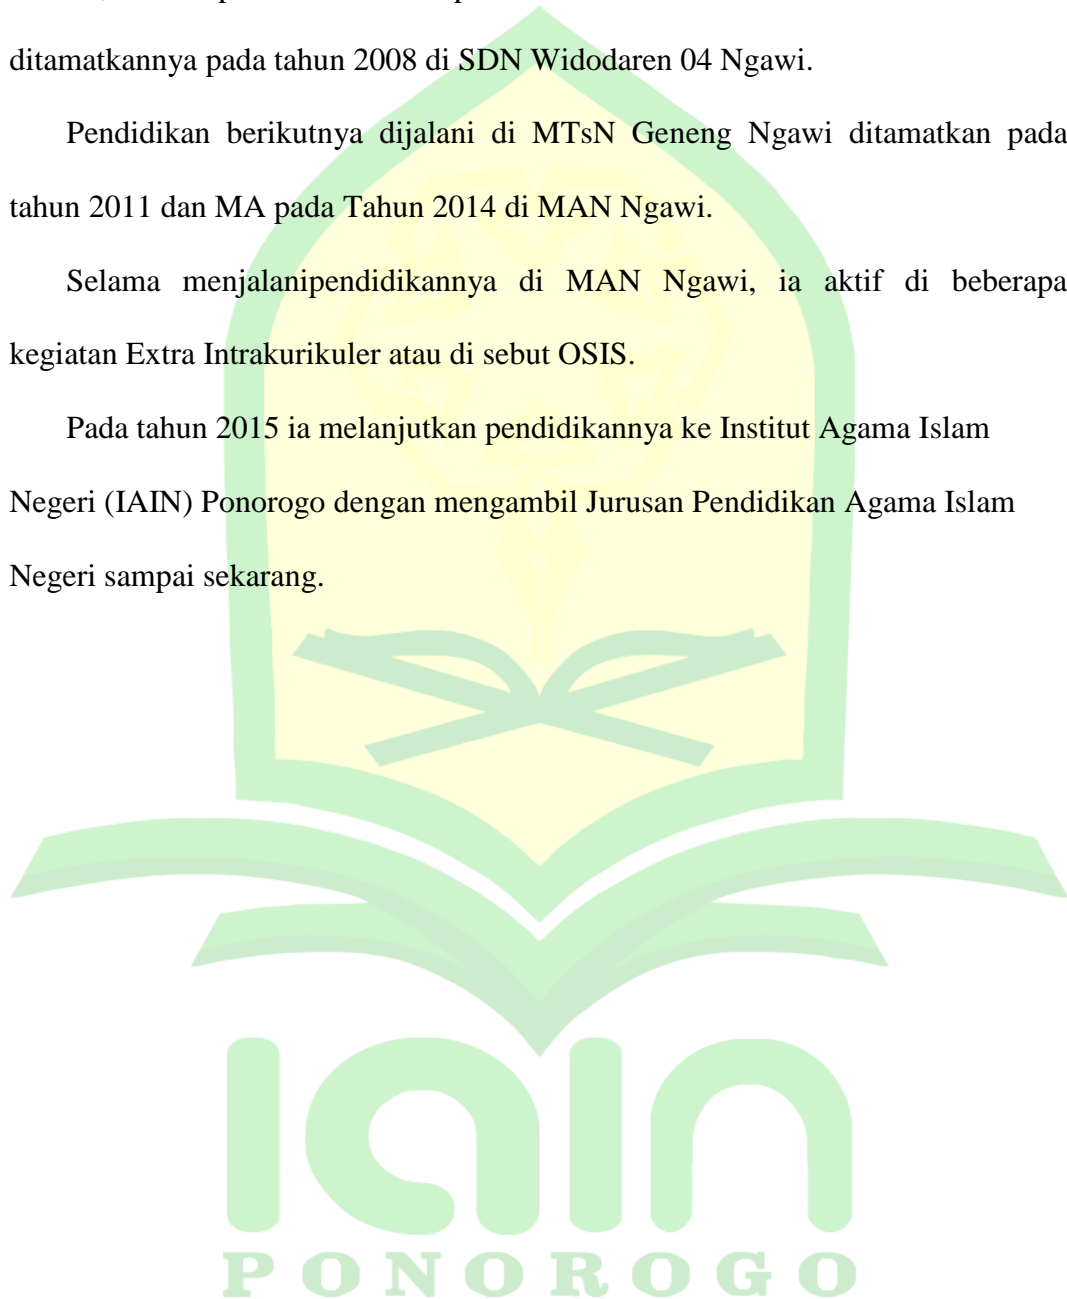 ditamatkannya pada tahun 2008 di SDN Widodaren 04 Ngawi.
Pendidikan berikutnya dijalani di MTsN Geneng Ngawi ditamatkan pada
tahun 2011 dan MA pada Tahun 2014 di MAN Ngawi.
Selama menjalanipendidikannya di MAN Ngawi, ia aktif di beberapa
kegiatan Extra Intrakurikuler atau di sebut OSIS.
Pada tahun 2015 ia melanjutkan pendidikannya ke Institut Agama Islam
Negeri (IAIN) Ponorogo dengan mengambil Jurusan Pendidikan Agama Islam
Negeri sampai sekarang.
iain
PONOROGO